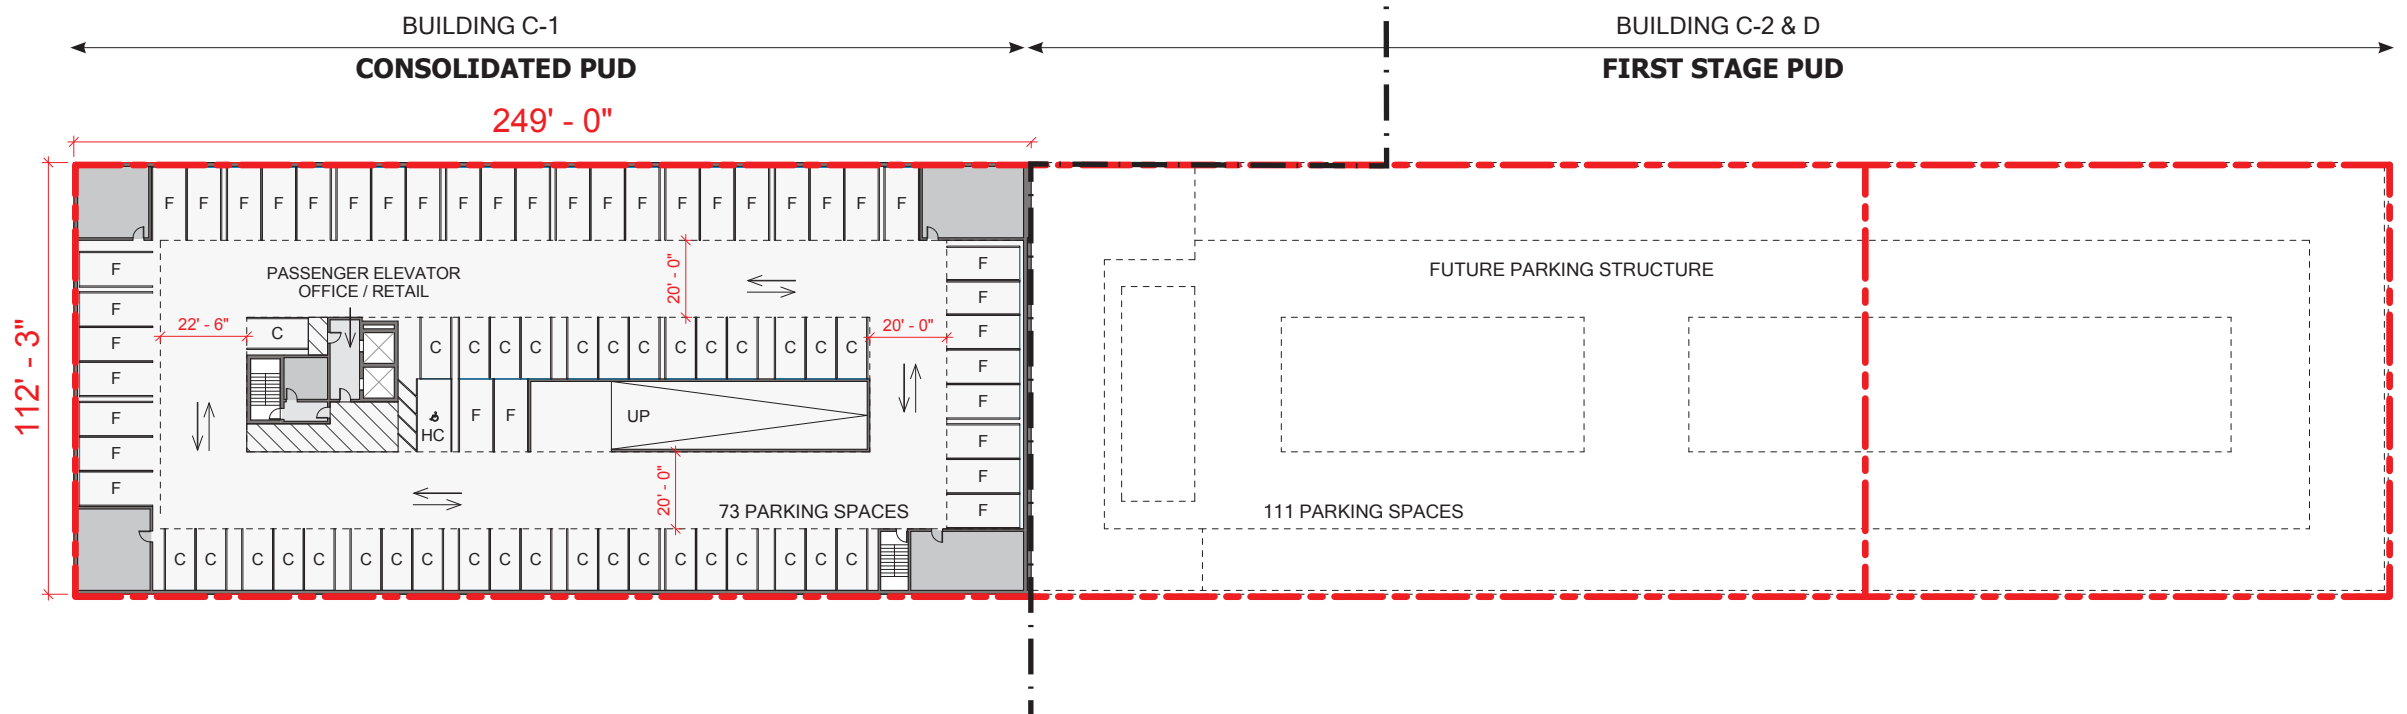 BUILDING C-1
BUILDING C-2 & D
CONSOLIDATED PUD
FIRST STAGE PUD
249' - 0"
112' - 3"
F F F F F F F F F F F F F F F F F F F F F
F
F
F
F
F
F
F
PASSENGER ELEVATOR
OFFICE / RETAIL
20' - 0"
22' - 6"
20' - 0"
C
C C C C C C C C C C C C C
HC
F F
UP
20' - 0"
73 PARKING SPACES
F
F
F
F
F
F
F
F
C C C C C C C C C C C C C C C C C C C C
FUTURE PARKING STRUCTURE
111 PARKING SPACES